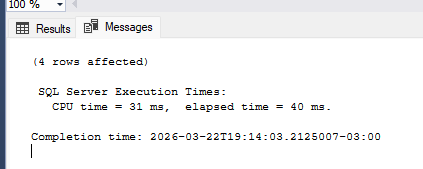 100 %
Results Messages
(4 rows affected)
SQL Server Execution Times:
CPU time = 31 ms, elapsed time = 40 ms.
Completion time: 2026-03-22T19:14:03.2125007-03:00